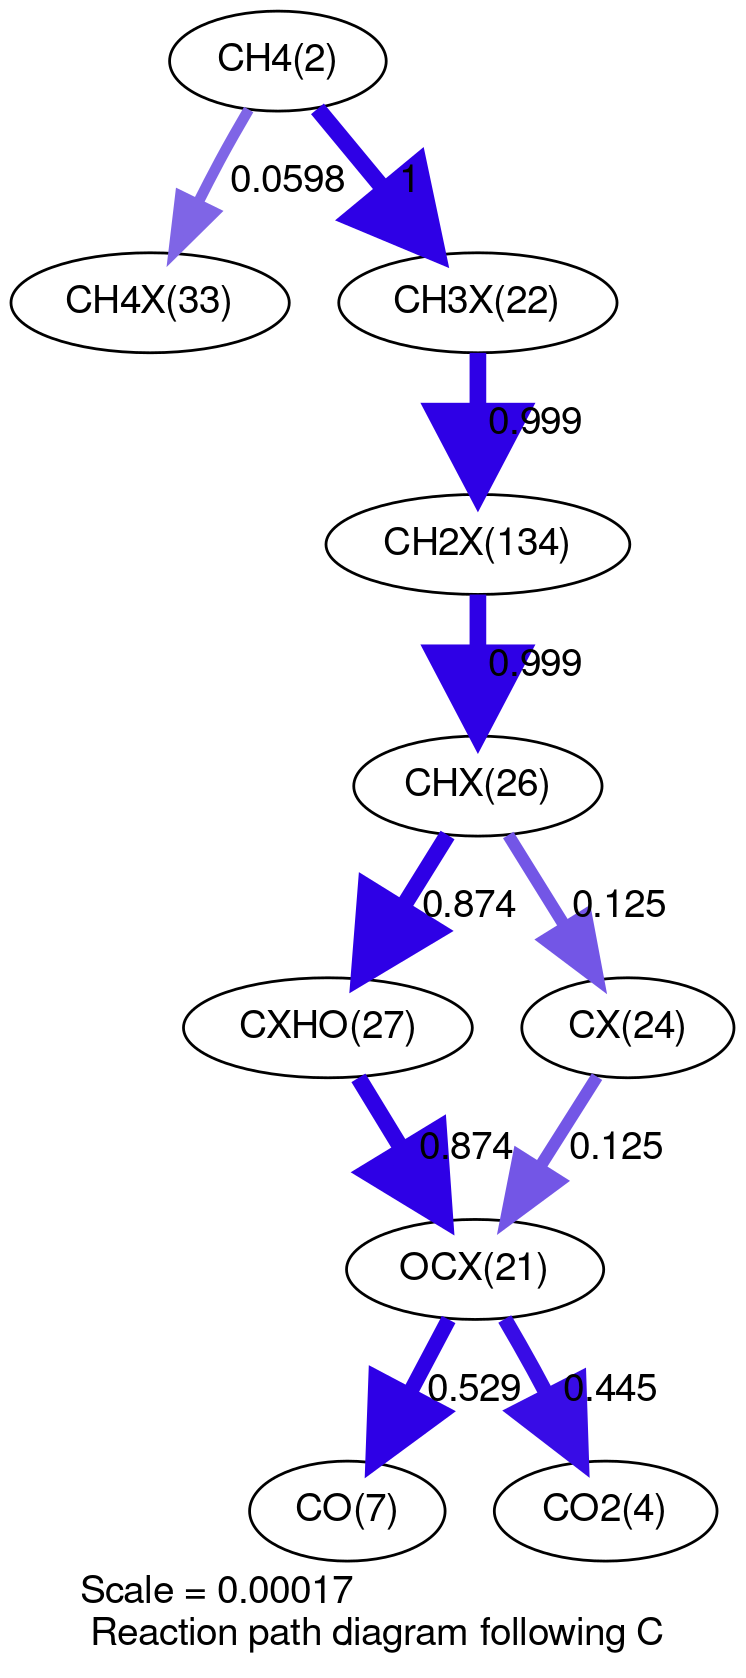 CH4(2)
0.0598
1
CH4X(33)
CH3X(22)
0.999
CH2X(134)
0.999
CHX(26)
0.874
0.125
CXHO(27)
CX(24)
0.874
0.125
OCX(21)
0.529
0.445
CO(7)
CO2(4)
Scale = 0.00017
Reaction path diagram following C